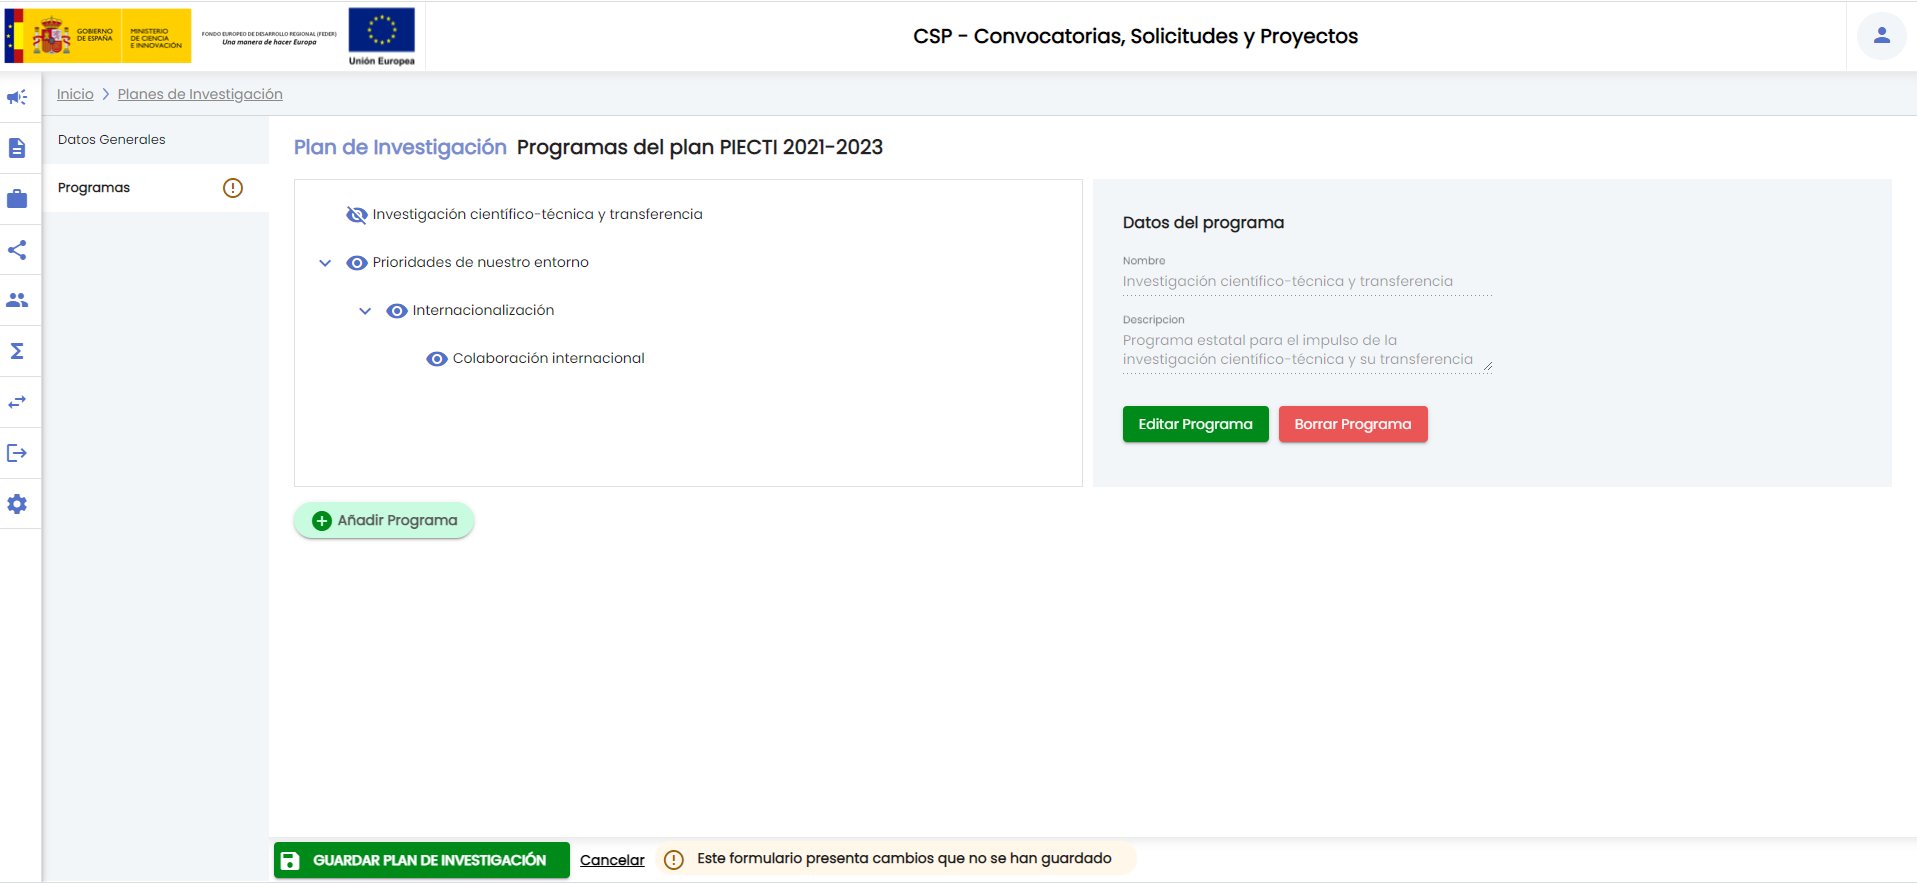 GOBIERNO
DE ESPAÑA
MINISTERIO
DE CIENCIA
E INNOVACIÓN
FONDO EUROPEO DE DESARROLLO REGIONAL (FEDER)
Una manera de hacer Europa
Unión Europea
CSP - Convocatorias, Solicitudes y Proyectos
Inicio > Planes de Investigación
Datos Generales
Programas
Plan de Investigación Programas del plan PIECTI 2021-2023
Investigación científico-técnica y transferencia
Prioridades de nuestro entorno
Internacionalización
Colaboración internacional
Añadir Programa
Datos del programa
Nombre
Investigación científico-técnica y transferencia
Descripcion
Programa estatal para el impulso de la
investigación científico-técnica y su transferencia
Editar Programa
Borrar Programa
GUARDAR PLAN DE INVESTIGACIÓN
Cancelar
Este formulario presenta cambios que no se han guardado